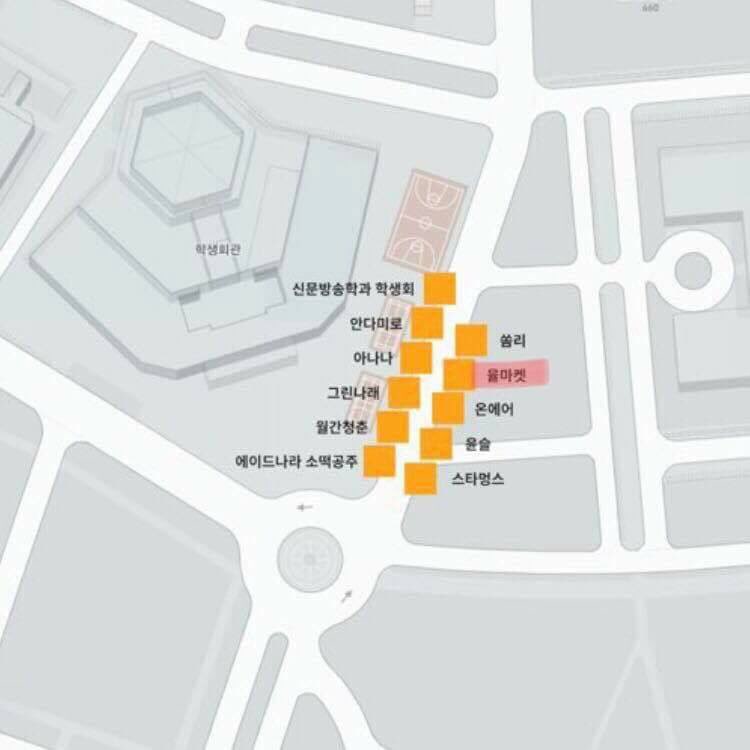 660
학생회관
신문방송학과 학생회
안다미로
쏨리
아나나
율마켓
그린나래
온에어
월간청춘
윤슬
에이드나라 소떡공주
스타멍스